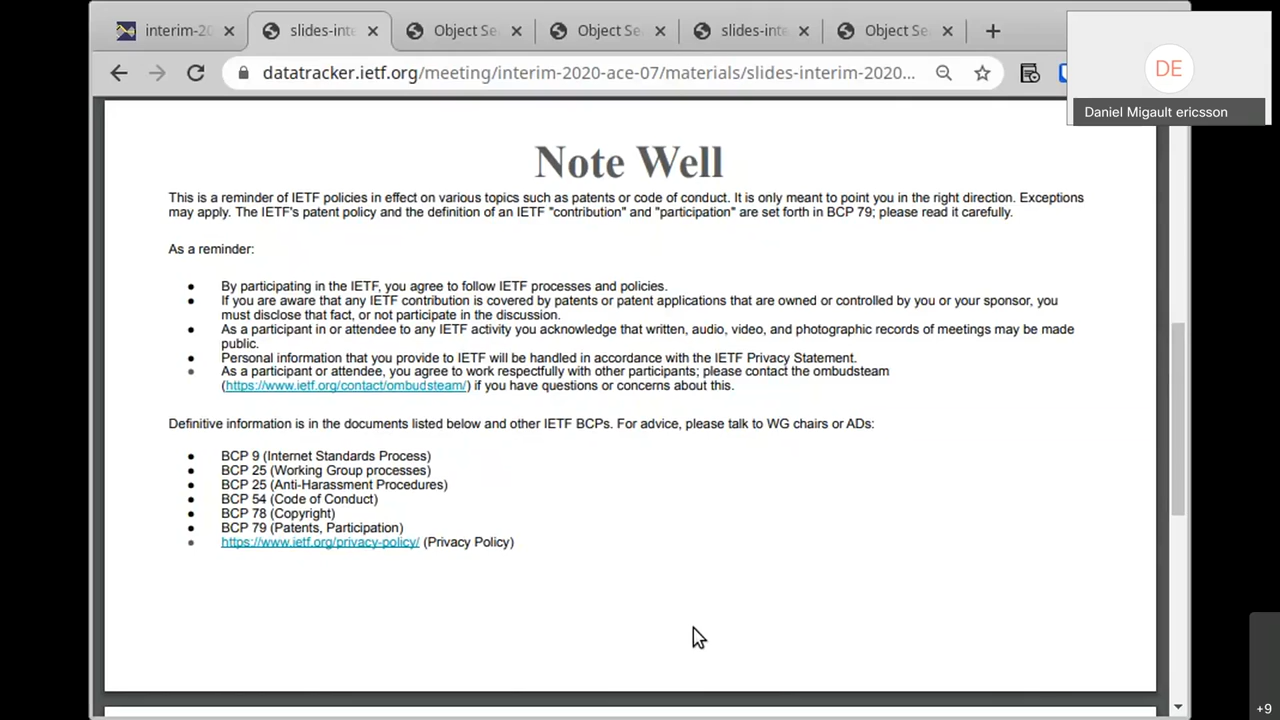 interim-20
slides-inte
Object Se
Object Se
slides-inte
Object Se
datatracker.ietf.org/meeting/interim-2020-ace-07/materials/slides-interim-2020...
DE
Daniel Migault ericsson
Note Well
This is a reminder of IETF policies in effect on various topics such as patents or code of conduct. It is only meant to point you in the right direction. Exceptions
may apply. The IETF's patent policy and the definition of an IETF "contribution" and "participation" are set forth in BCP 79; please read it carefully.
As a reminder:
• By participating in the IETF, you agree to follow IETF processes and policies.
• If you are aware that any IETF contribution is covered by patents or patent applications that are owned or controlled by you or your sponsor, you
must disclose that fact, or not participate in the discussion.
• As a participant in or attendee to any IETF activity you acknowledge that written, audio, video, and photographic records of meetings may be made
public.
• Personal information that you provide to IETF will be handled in accordance with the IETF Privacy Statement.
• As a participant or attendee, you agree to work respectfully with other participants; please contact the ombudsteam
(https://www.ietf.org/contact/ombudsteam/) if you have questions or concerns about this.
Definitive information is in the documents listed below and other IETF BCPs. For advice, please talk to WG chairs or ADs:
• BCP 9 (Internet Standards Process)
• BCP 25 (Working Group processes)
• BCP 25 (Anti-Harassment Procedures)
• BCP 54 (Code of Conduct)
• BCP 78 (Copyright)
• BCP 79 (Patents, Participation)
• https://www.ietf.org/privacy-policy/ (Privacy Policy)
+9